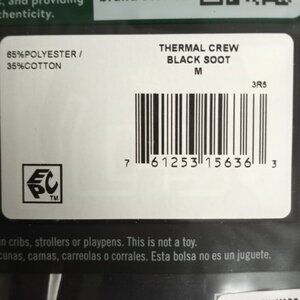 s, and providing
uthenticity.
65%POLYESTER /
35%COTTON
THERMAL CREW
BLACK SOOT
M
3R5
7 61253 15636 3
EPC TM
in cribs, strollers or playpens. This is not a toy.
cunas, camas, carreolas o corrales. Esta bolsa no es un juguete.